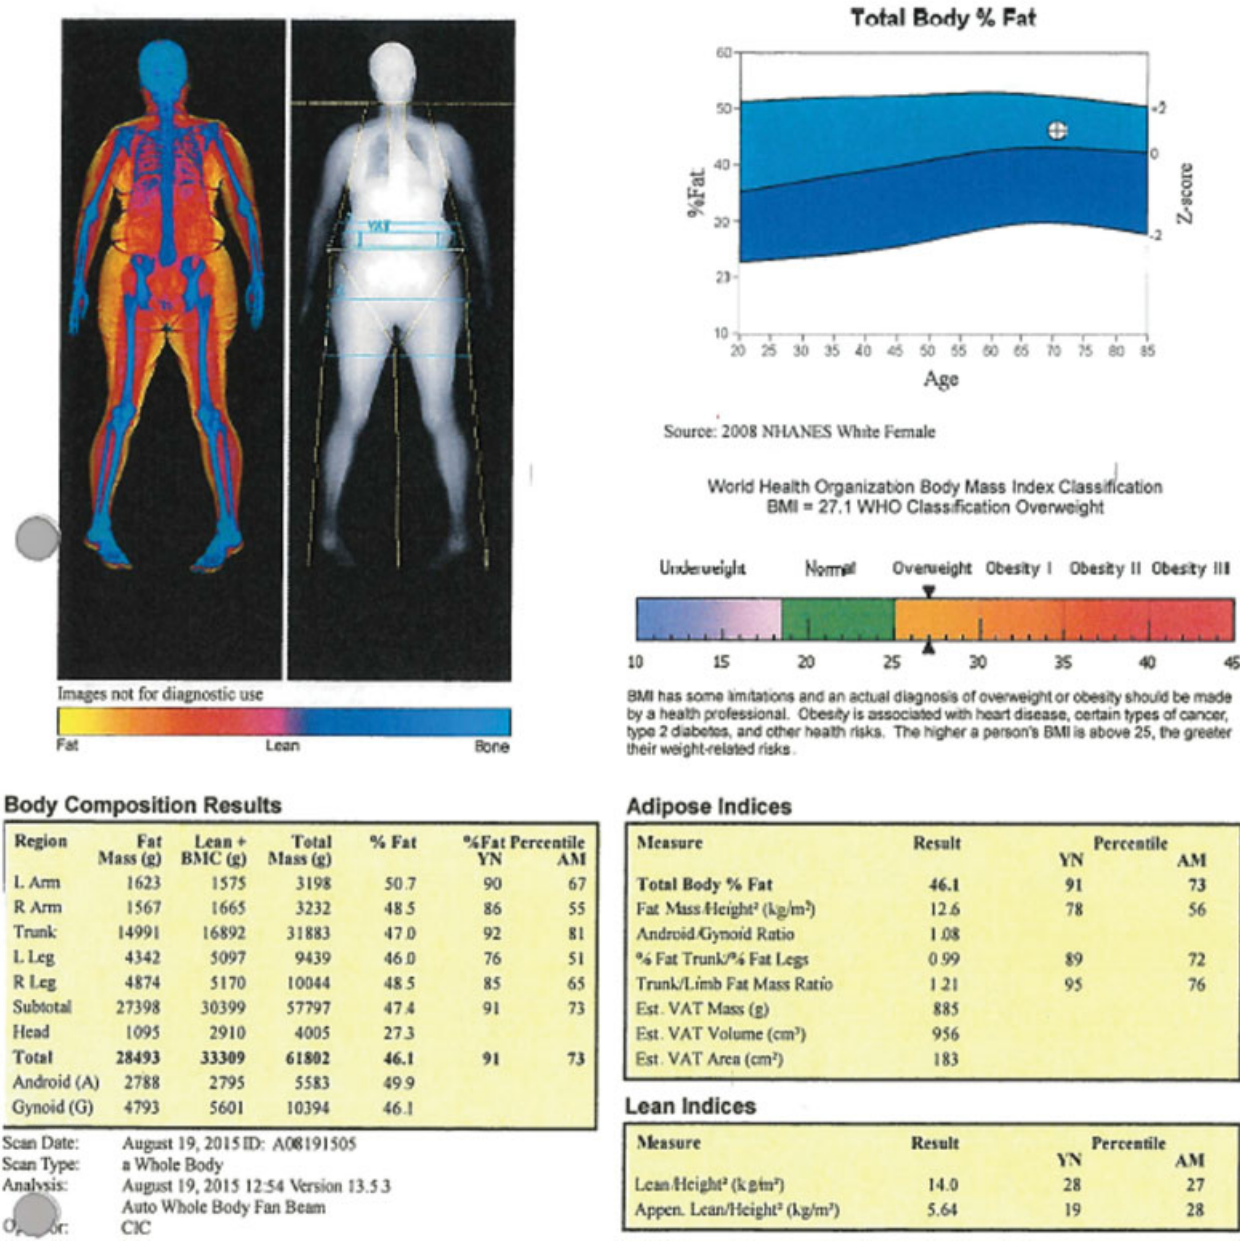 Total Body % Fat
60
50
40
30
20
10
%Fat
+2
0
-2
Z-score
20 25 30 35 40 45 50 55 60 65 70 75 80 85
Age
Source: 2008 NHANES White Female
World Health Organization Body Mass Index Classification
BMI = 27.1 WHO Classification Overweight
Underweight Normal Overweight Obesity I Obesity II Obesity III
10 15 20 25 30 35 40 45
BMI has some limitations and an actual diagnosis of overweight or obesity should be made
by a health professional. Obesity is associated with heart disease, certain types of cancer,
type 2 diabetes, and other health risks. The higher a person's BMI is above 25, the greater
their weight-related risks.
VAT
Images not for diagnostic use
Fat Lean Bone
Body Composition Results
Region Fat Lean + Total % Fat %Fat Percentile
Mass (g) BMC (g) Mass (g) YN AM
L Arm 1623 1575 3198 50.7 90 67
R Arm 1567 1665 3232 48.5 86 55
Trunk 14991 16892 31883 47.0 92 81
L Leg 4342 5097 9439 46.0 76 51
R Leg 4874 5170 10044 48.5 85 65
Subtotal 27398 30399 57797 47.4 91 73
Head 1095 2910 4005 27.3
Total 28493 33309 61802 46.1 91 73
Android (A) 2788 2795 5583 49.9
Gynoid (G) 4793 5601 10394 46.1
Scan Date: August 19, 2015 ID: A08191505
Scan Type: a Whole Body
Analysis: August 19, 2015 12:54 Version 13.5.3
Auto Whole Body Fan Beam
CIC
Adipose Indices
Measure Result Percentile
YN AM
Total Body % Fat 46.1 91 73
Fat Mass/Height² (kg/m²) 12.6 78 56
Android/Gynoid Ratio 1.08
% Fat Trunk/% Fat Legs 0.99 89 72
Trunk/Limb Fat Mass Ratio 1.21 95 76
Est. VAT Mass (g) 885
Est. VAT Volume (cm³) 956
Est. VAT Area (cm²) 183
Lean Indices
Measure Result Percentile
YN AM
Lean/Height² (kg/m²) 14.0 28 27
Appen. Lean/Height² (kg/m²) 5.64 19 28